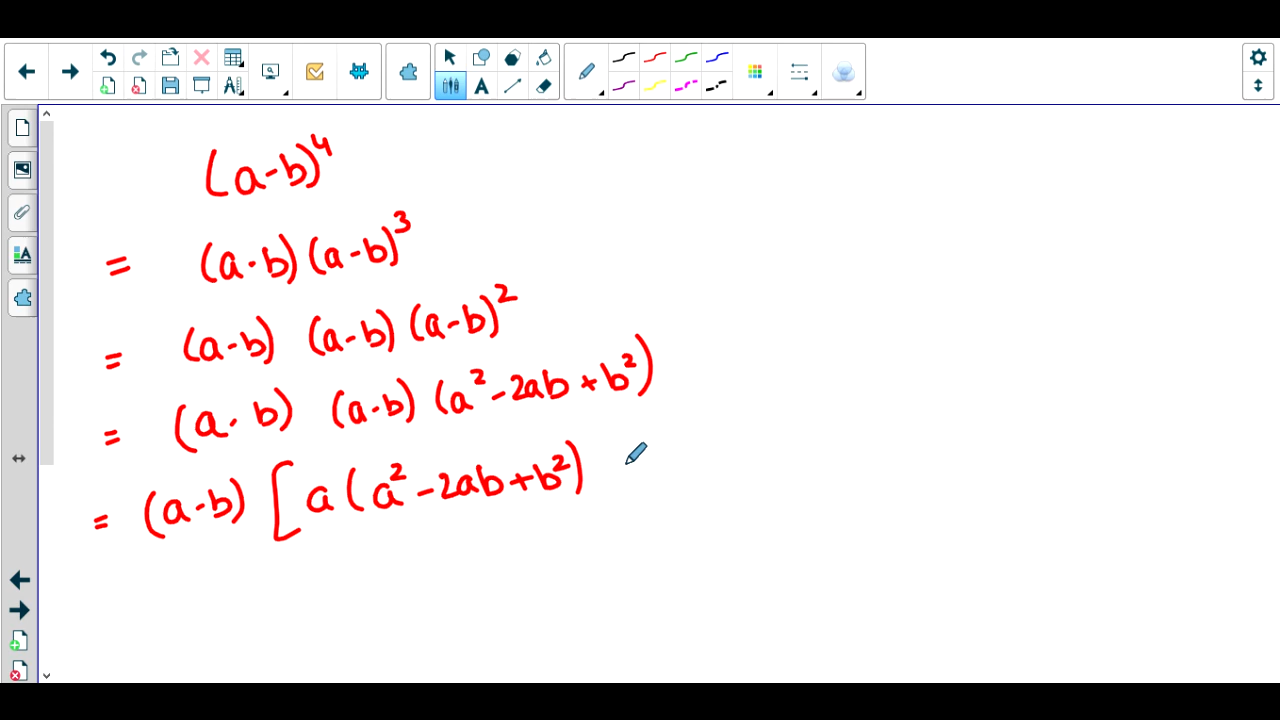 (a-b)⁴
= (a-b) (a-b)³
= (a-b) (a-b) (a-b)²
= (a-b) (a-b) (a²-2ab+b²)
= (a-b) [a(a²-2ab+b²)